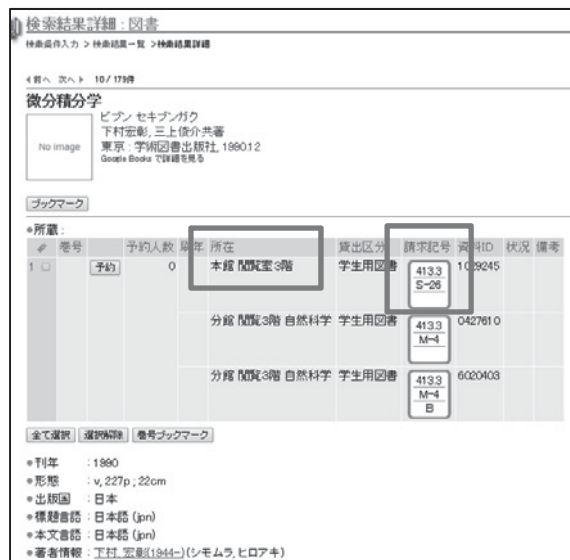 検索結果詳細 : 図書
検索条件入力 > 検索結果一覧 >検索結果詳細
前へ 次へ 10 / 179件
微分積分学
No image
ビブン セキブンガク
下村宏彰, 三上俊介共著
東京 : 学術図書出版社, 1990.12
Google Books で詳細を見る
ブックマーク
所蔵 :
巻号 予約人数 刷年 所在 貸出区分 請求記号 資料ID 状況 備考
1 予約 0 本館 閲覧室3階 学生用図書 413.3 S-26 1029245
分館 閲覧3階 自然科学 学生用図書 413.3 M-4 0427610
分館 閲覧3階 自然科学 学生用図書 413.3 M-4 B 6020403
全て選択 選択解除 巻号ブックマーク
刊年 : 1990
形態 : v, 227p ; 22cm
出版国 : 日本
標題言語 : 日本語 (jpn)
本文言語 : 日本語 (jpn)
著者情報 : 下村, 宏彰(1944-) (シモムラ, ヒロアキ)